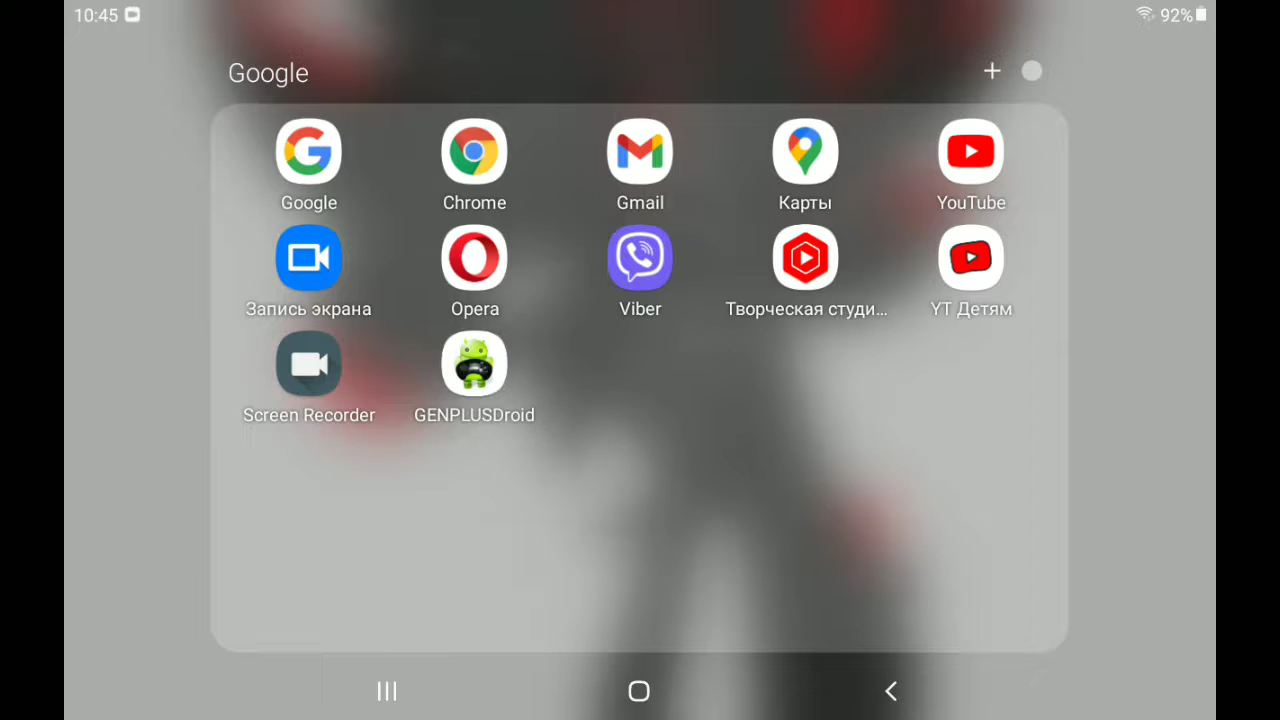 10:45
92%
Google
Google
Chrome
Gmail
Карты
YouTube
Запись экрана
Opera
Viber
Творческая студи...
YT Детям
Screen Recorder
GENPLUSDroid